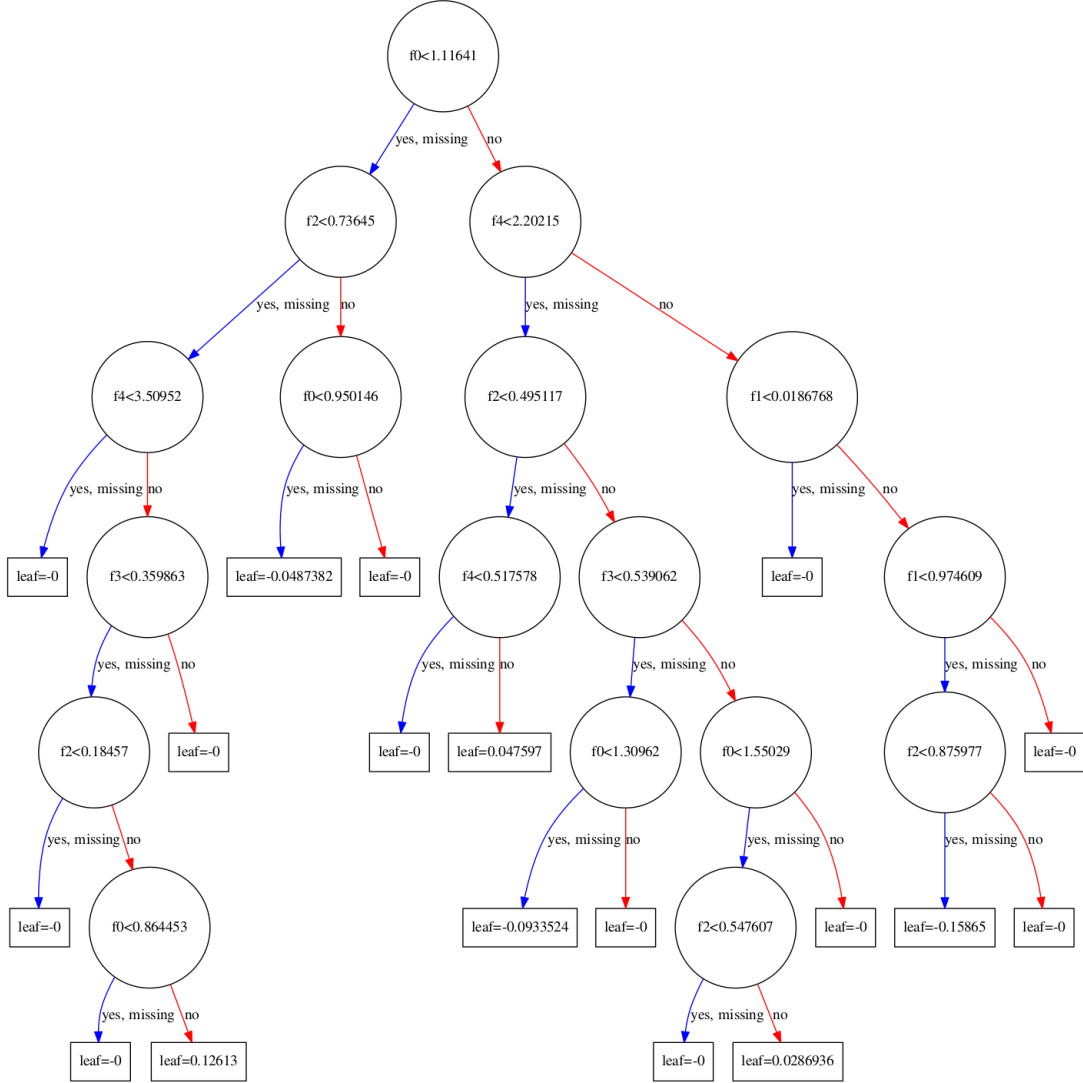 f0<1.11641
yes, missing
no
f2<0.73645
f4<2.20215
yes, missing
no
yes, missing
no
f4<3.50952
f0<0.950146
f2<0.495117
f1<0.0186768
yes, missing
no
yes, missing
no
yes, missing
no
yes, missing
no
leaf=-0
f3<0.359863
leaf=-0.0487382
leaf=-0
f4<0.517578
f3<0.539062
leaf=-0
f1<0.974609
yes, missing
no
yes, missing
no
yes, missing
no
yes, missing
no
f2<0.18457
leaf=-0
leaf=-0
leaf=0.047597
f0<1.30962
f0<1.55029
f2<0.875977
leaf=-0
yes, missing
no
yes, missing
no
yes, missing
no
yes, missing
no
leaf=-0
f0<0.864453
leaf=-0.0933524
leaf=-0
f2<0.547607
leaf=-0
leaf=-0.15865
leaf=-0
yes, missing
no
yes, missing
no
leaf=-0
leaf=0.12613
leaf=-0
leaf=0.0286936